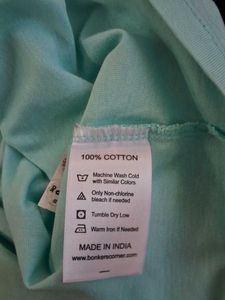 100% COTTON
Machine Wash Cold
with Similar Colors
Only Non-chlorine
bleach if needed
Tumble Dry Low
Warm Iron if Needed
MADE IN INDIA
www.bonkerscorner.com